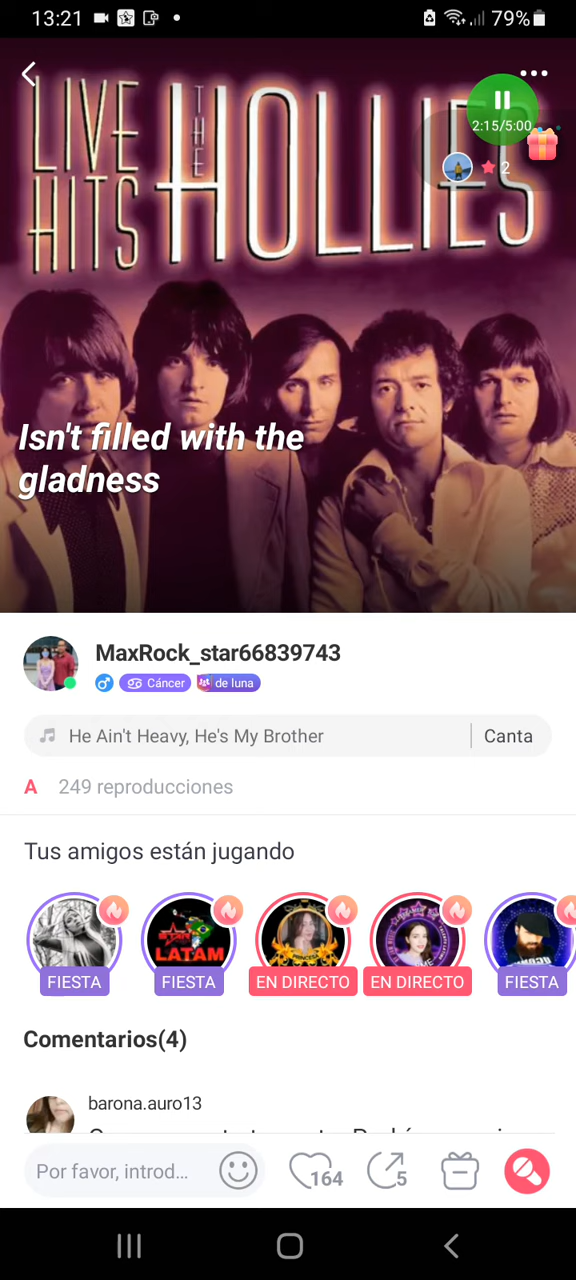 13:21
79%
LIVE THE HOLLIES
HITS
2:15/5:00
2
Isn't filled with the
gladness
MaxRock_star66839743
Cáncer
de luna
He Ain't Heavy, He's My Brother
Canta
A 249 reproducciones
Tus amigos están jugando
LATAM
PRINCESA
FIESTA
FIESTA
EN DIRECTO
EN DIRECTO
FIESTA
Comentarios(4)
barona.auro13
Por favor, introd...
164
5